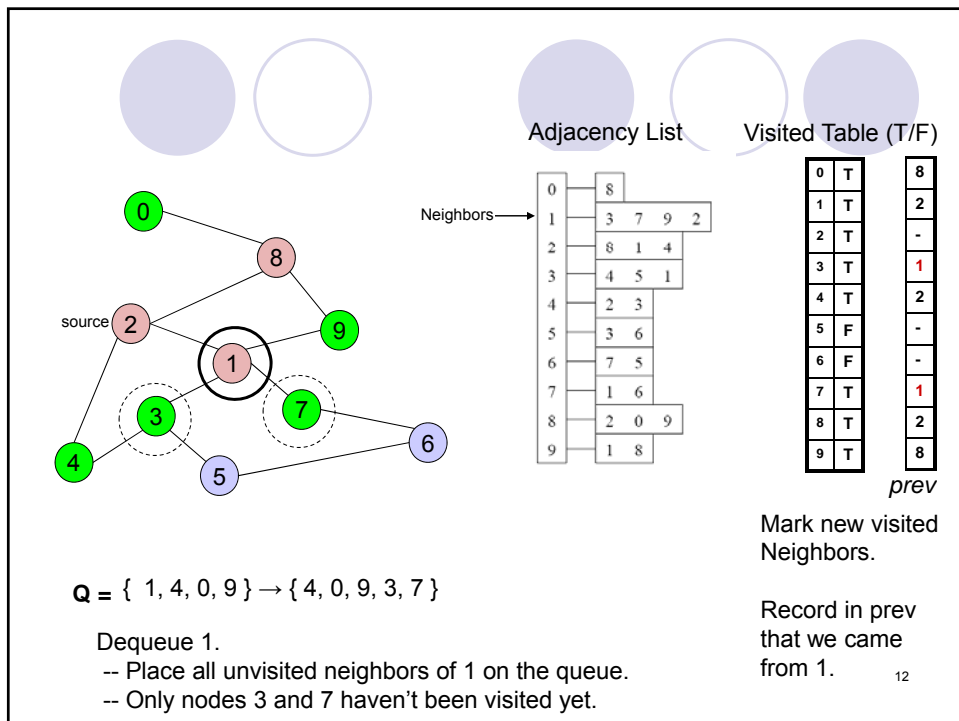 Adjacency List
Visited Table (T/F)
0
8
source
2
9
1
3
7
4
5
6
Neighbors
0 8
1 3 7 9 2
2 8 1 4
3 4 5 1
4 2 3
5 3 6
6 7 5
7 1 6
8 2 0 9
9 1 8
0 T 8
1 T 2
2 T -
3 T 1
4 T 2
5 F -
6 F -
7 T 1
8 T 2
9 T 8
prev
Mark new visited
Neighbors.
Record in prev
that we came
from 1.
Q = { 1, 4, 0, 9 } → { 4, 0, 9, 3, 7 }
Dequeue 1.
-- Place all unvisited neighbors of 1 on the queue.
-- Only nodes 3 and 7 haven’t been visited yet.
12